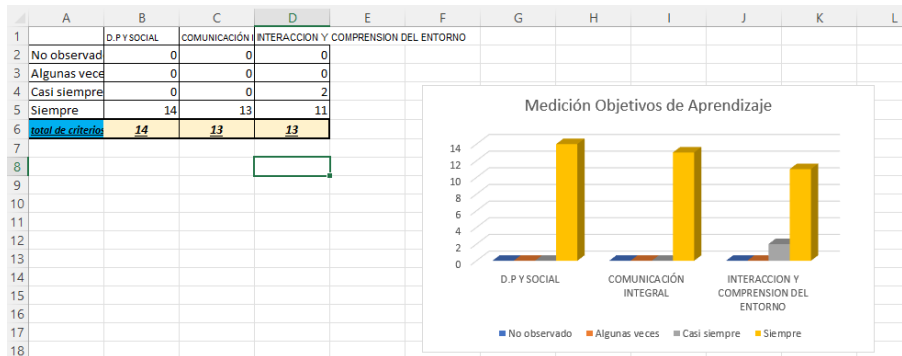 A B C D E F G H I J K L
1 D.P Y SOCIAL COMUNICACIÓN I INTERACCION Y COMPRENSION DEL ENTORNO
2 No observad 0 0 0
3 Algunas vece 0 0 0
4 Casi siempre 0 0 2
5 Siempre 14 13 11
6 total de criterios 14 13 13
7
8
9
10
11
12
13
14
15
16
17
18
Medición Objetivos de Aprendizaje
14
12
10
8
6
4
2
0
D.P Y SOCIAL
COMUNICACIÓN
INTEGRAL
INTERACCION Y
COMPRENSION DEL
ENTORNO
No observado Algunas veces Casi siempre Siempre